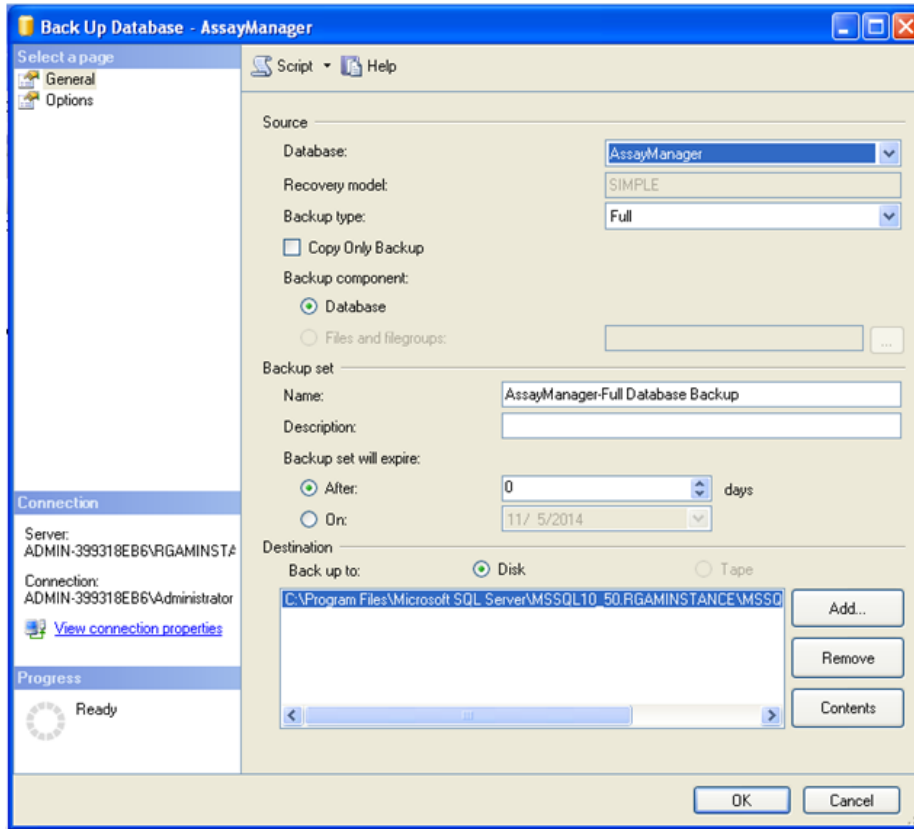 Back Up Database - AssayManager
Select a page
General
Options
Script
Help
Source
Database: AssayManager
Recovery model: SIMPLE
Backup type: Full
Copy Only Backup
Backup component:
Database
Files and filegroups: ...
Backup set
Name: AssayManager-Full Database Backup
Description:
Backup set will expire:
After: 0 days
On: 11/ 5/2014
Destination
Back up to: Disk Tape
C:\Program Files\Microsoft SQL Server\MSSQL10_50.RGAMINSTANCE\MSSQ
Add...
Remove
Contents
Connection
Server:
ADMIN-399318EB6\RGAMINSTA
Connection:
ADMIN-399318EB6\Administrator
View connection properties
Progress
Ready
OK Cancel